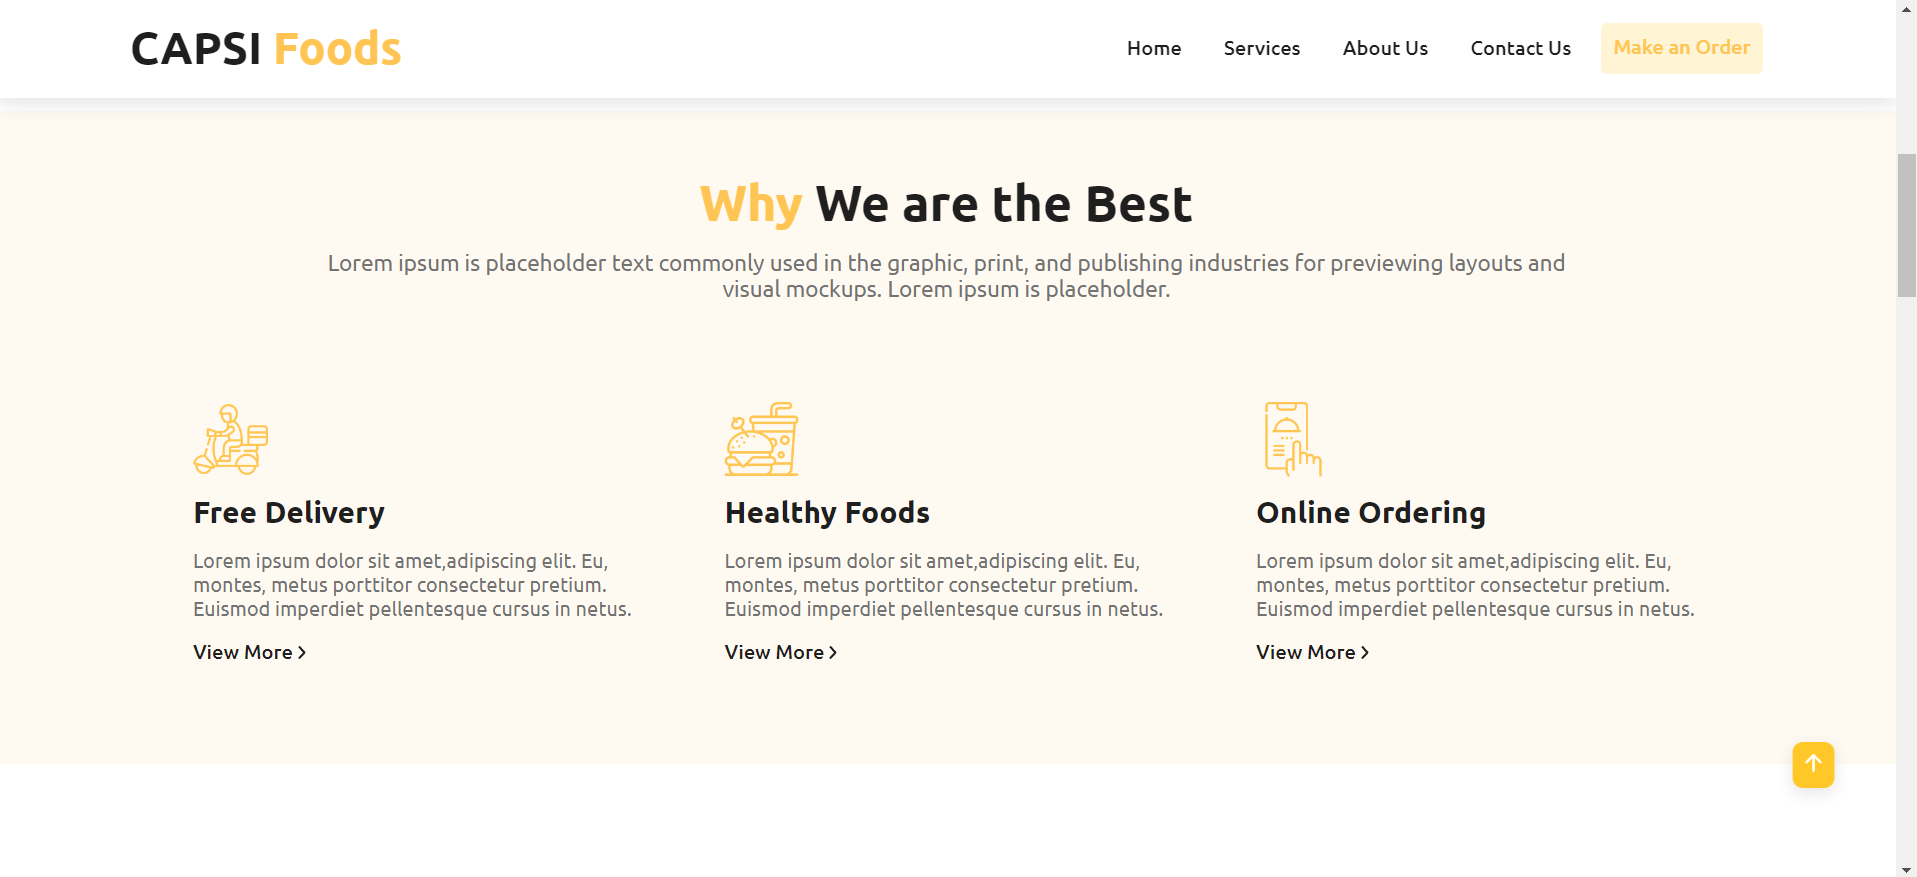 CAPSI Foods
Home
Services
About Us
Contact Us
Make an Order
Why We are the Best
Lorem ipsum is placeholder text commonly used in the graphic, print, and publishing industries for previewing layouts and
visual mockups. Lorem ipsum is placeholder.
Free Delivery
Lorem ipsum dolor sit amet,adipiscing elit. Eu,
montes, metus porttitor consectetur pretium.
Euismod imperdiet pellentesque cursus in netus.
View More
Healthy Foods
Lorem ipsum dolor sit amet,adipiscing elit. Eu,
montes, metus porttitor consectetur pretium.
Euismod imperdiet pellentesque cursus in netus.
View More
Online Ordering
Lorem ipsum dolor sit amet,adipiscing elit. Eu,
montes, metus porttitor consectetur pretium.
Euismod imperdiet pellentesque cursus in netus.
View More